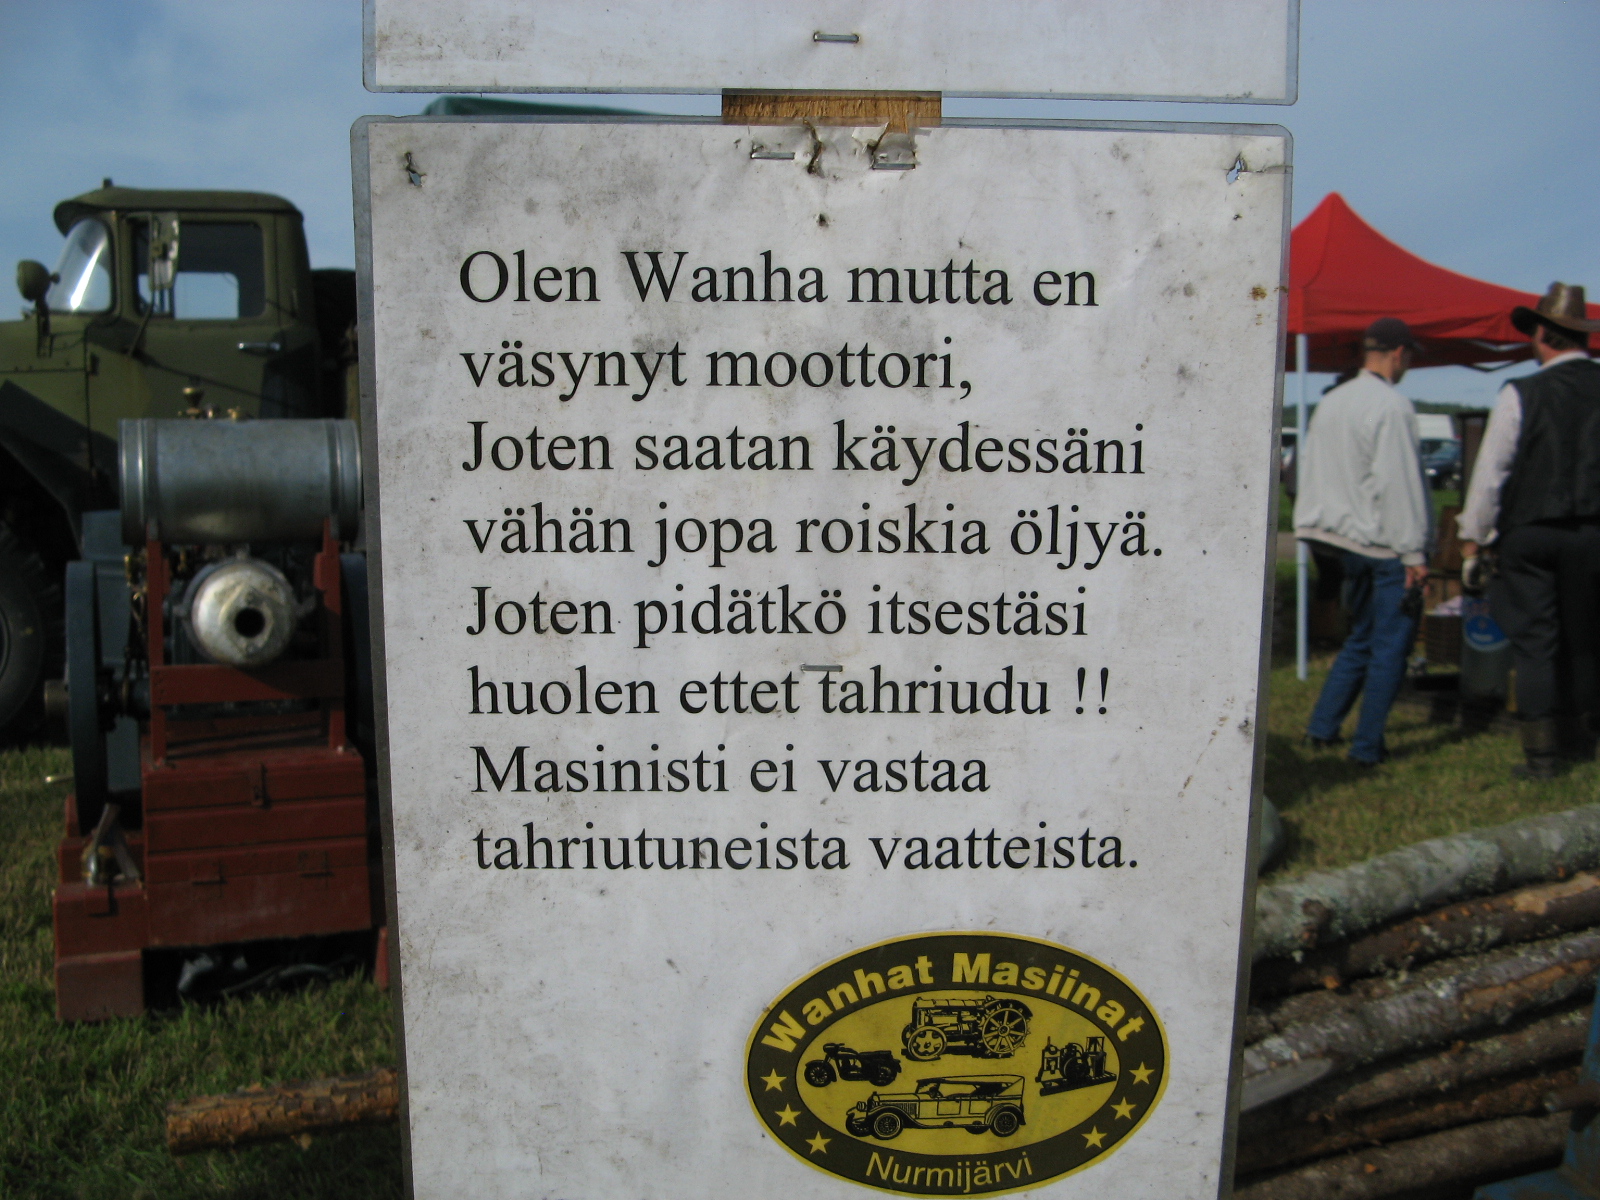 Olen Wanha mutta en
väsynyt moottori,
Joten saatan käydessäni
vähän jopa roiskia öljyä.
Joten pidätkö itsestäsi
huolen ettet tahriudu !!
Masinisti ei vastaa
tahriutuneista vaatteista.
Wanhat Masiinat
Nurmijärvi